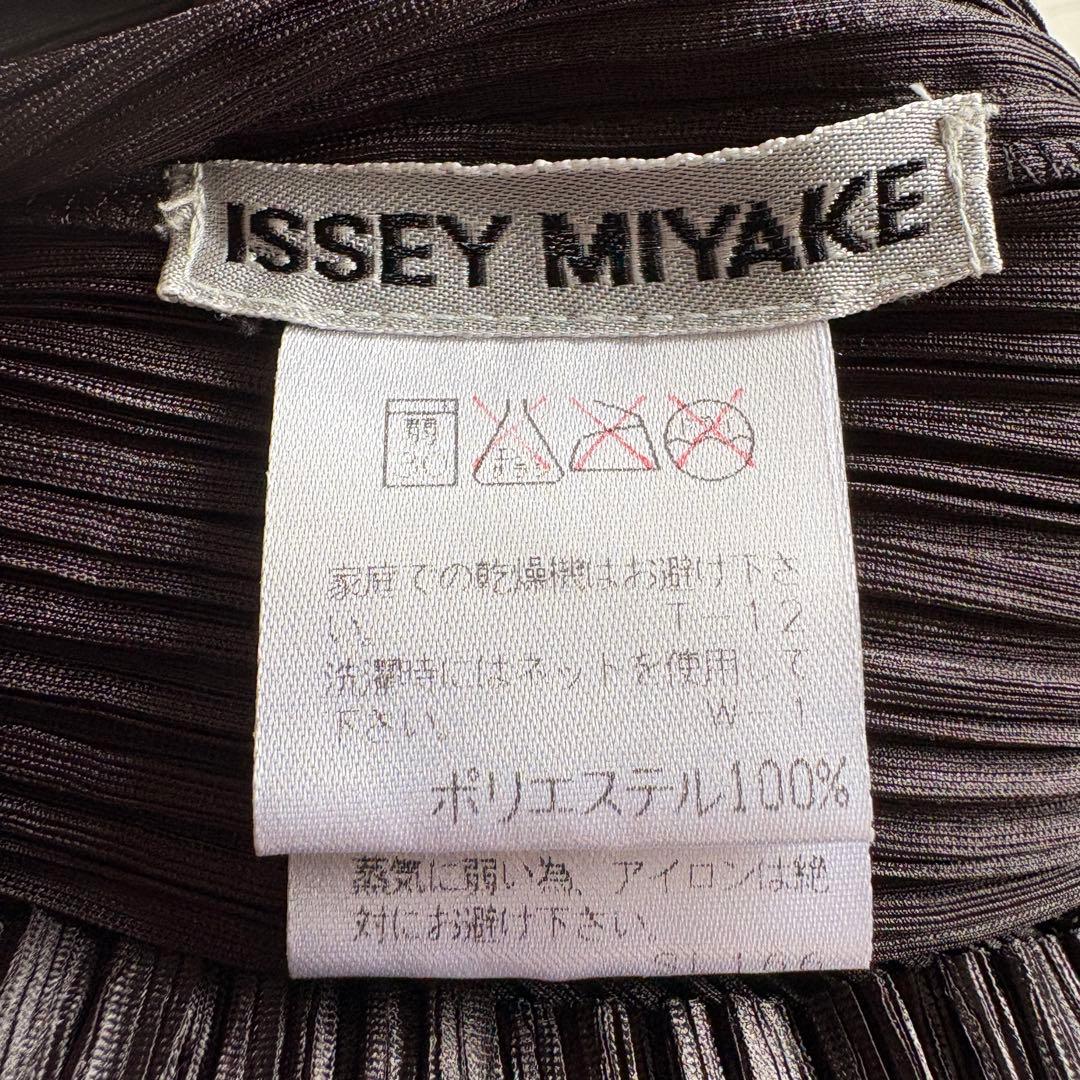 ISSEY MIYAKE
弱
30
家庭での乾燥機はお避け下さ
い。 T-12
洗濯時にはネットを使用して
下さい。 W-1
ポリエステル100%
蒸気に弱い為、アイロンは絶
対にお避け下さい。